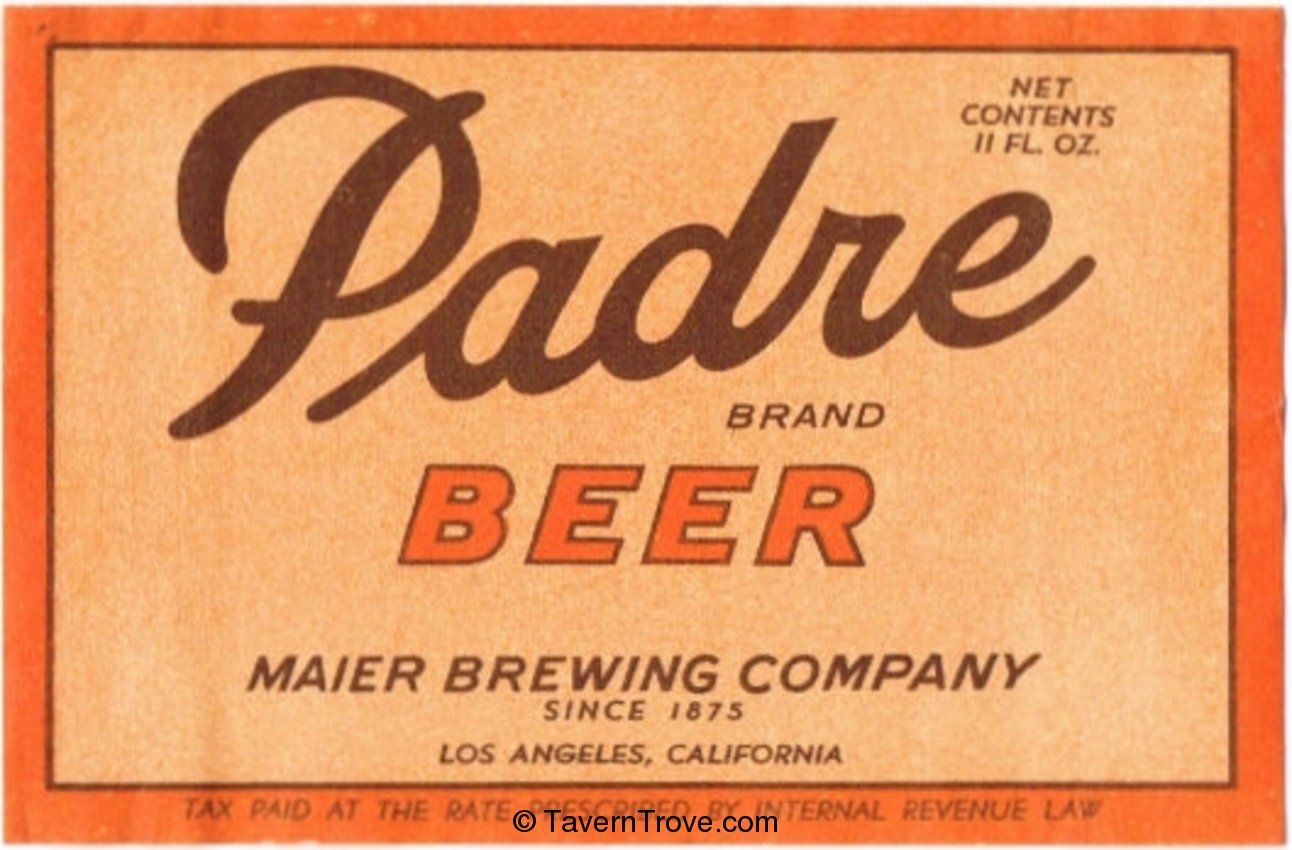 Padre
NET
CONTENTS
11 FL. OZ.
BRAND
BEER
MAIER BREWING COMPANY
SINCE 1875
LOS ANGELES, CALIFORNIA
TAX PAID AT THE RATE PRESCRIBED BY INTERNAL REVENUE LAW
© TavernTrove.com